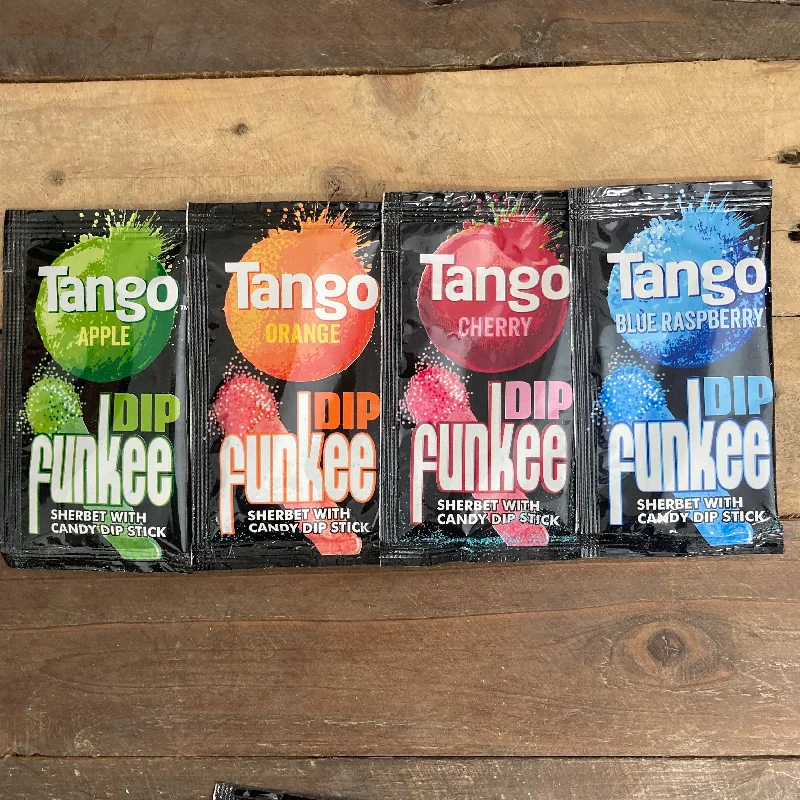 Tango
APPLE
DIP
funkee
SHERBET WITH
CANDY DIP STICK
Tango
ORANGE
DIP
funkee
SHERBET WITH
CANDY DIP STICK
Tango
CHERRY
DIP
funkee
SHERBET WITH
CANDY DIP STICK
Tango
BLUE RASPBERRY
DIP
funkee
SHERBET WITH
CANDY DIP STICK